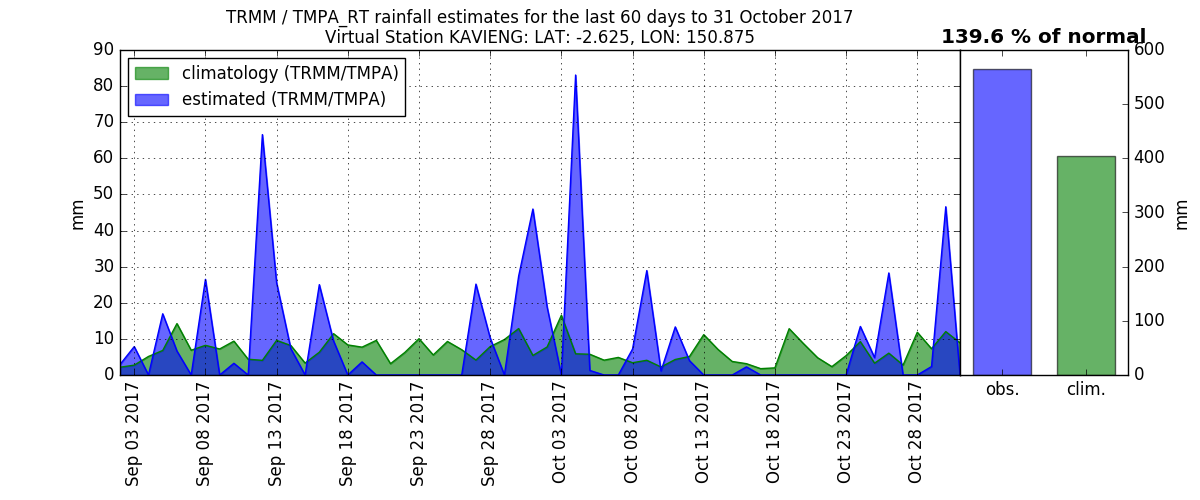 TRMM / TMPA_RT rainfall estimates for the last 60 days to 31 October 2017
Virtual Station KAVIENG: LAT: -2.625, LON: 150.875
139.6 % of normal
climatology (TRMM/TMPA)
estimated (TRMM/TMPA)
90
80
70
60
50
40
30
20
10
0
mm
Sep 03 2017
Sep 08 2017
Sep 13 2017
Sep 18 2017
Sep 23 2017
Sep 28 2017
Oct 03 2017
Oct 08 2017
Oct 13 2017
Oct 18 2017
Oct 23 2017
Oct 28 2017
600
500
400
300
200
100
0
mm
obs.
clim.